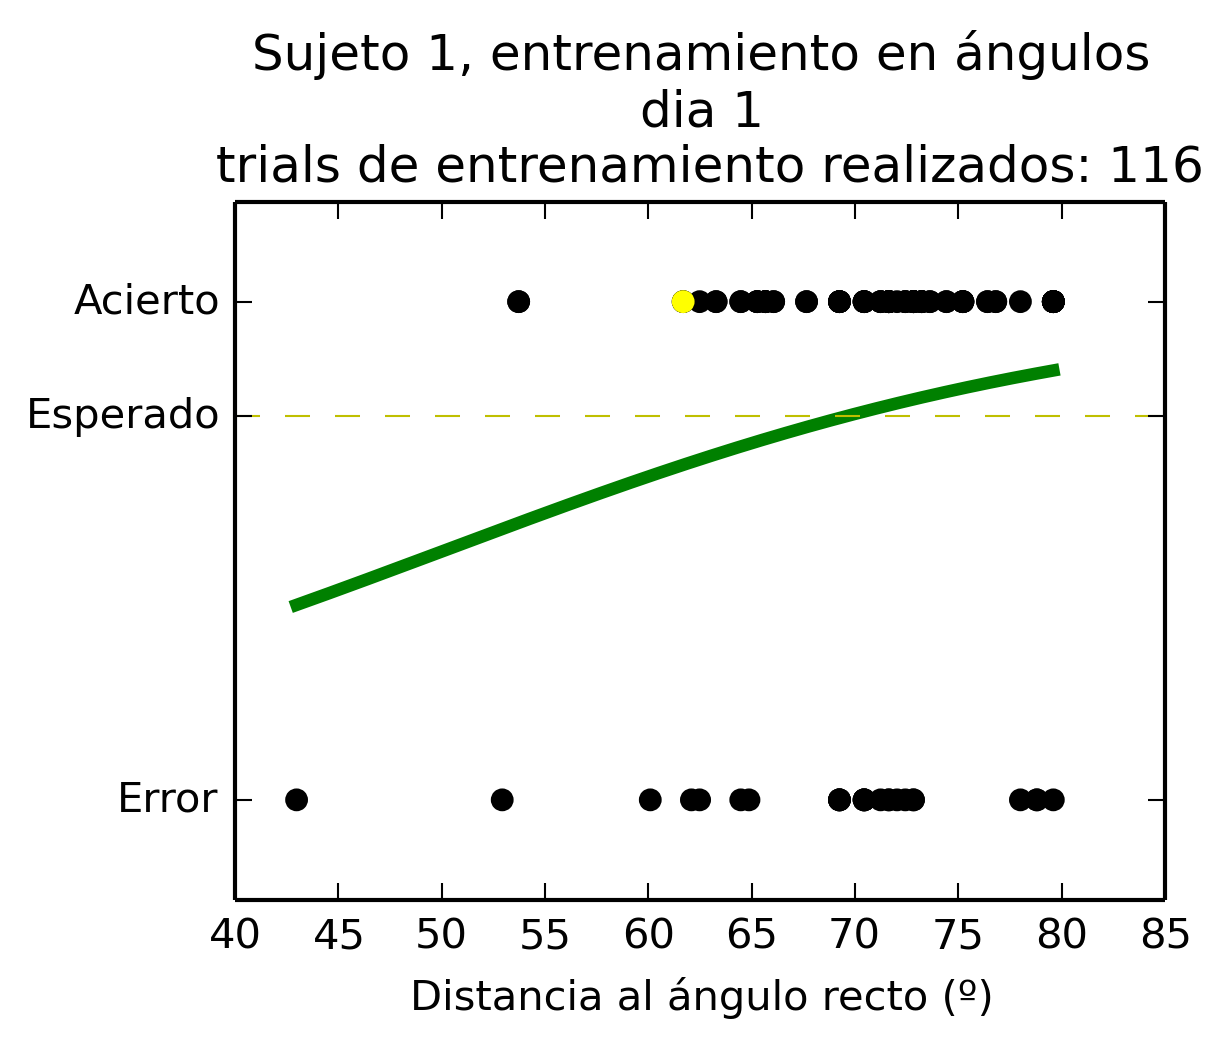 Sujeto 1, entrenamiento en ángulos
dia 1
trials de entrenamiento realizados: 116
Acierto
Esperado
Error
40 45 50 55 60 65 70 75 80 85
Distancia al ángulo recto (º)